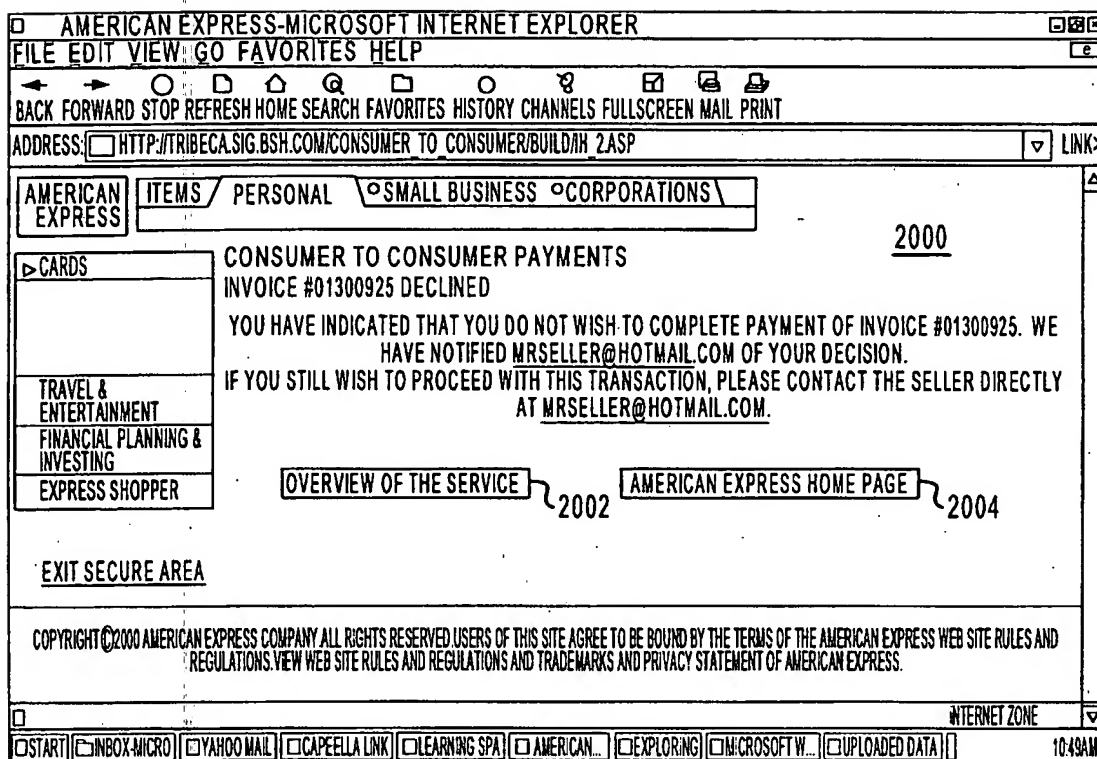 AMERICAN EXPRESS-MICROSOFT INTERNET EXPLORER
FILE EDIT VIEW GO FAVORITES HELP
e
BACK FORWARD STOP REFRESH HOME SEARCH FAVORITES HISTORY CHANNELS FULLSCREEN MAIL PRINT
ADDRESS: HTTP://TRIBECA.SIG.BSH.COM/CONSUMER_TO_CONSUMER/BUILD/IH_2.ASP LINK>
AMERICAN EXPRESS
ITEMS PERSONAL SMALL BUSINESS CORPORATIONS
2000
CARDS
TRAVEL &
ENTERTAINMENT
FINANCIAL PLANNING &
INVESTING
EXPRESS SHOPPER
CONSUMER TO CONSUMER PAYMENTS
INVOICE #01300925 DECLINED
YOU HAVE INDICATED THAT YOU DO NOT WISH TO COMPLETE PAYMENT OF INVOICE #01300925. WE
HAVE NOTIFIED MRSELLER@HOTMAIL.COM OF YOUR DECISION.
IF YOU STILL WISH TO PROCEED WITH THIS TRANSACTION, PLEASE CONTACT THE SELLER DIRECTLY
AT MRSELLER@HOTMAIL.COM.
OVERVIEW OF THE SERVICE 2002 AMERICAN EXPRESS HOME PAGE 2004
EXIT SECURE AREA
COPYRIGHT©2000 AMERICAN EXPRESS COMPANY ALL RIGHTS RESERVED.USERS OF THIS SITE AGREE TO BE BOUND BY THE TERMS OF THE AMERICAN EXPRESS WEB SITE RULES AND
REGULATIONS.VIEW WEB SITE RULES AND REGULATIONS AND TRADEMARKS AND PRIVACY STATEMENT OF AMERICAN EXPRESS.
INTERNET ZONE
START INBOX-MICRO YAHOO MAIL CAPEELLA LINK LEARNING SPA AMERICAN... EXPLORING MICROSOFT W... UPLOADED DATA 10:49AM